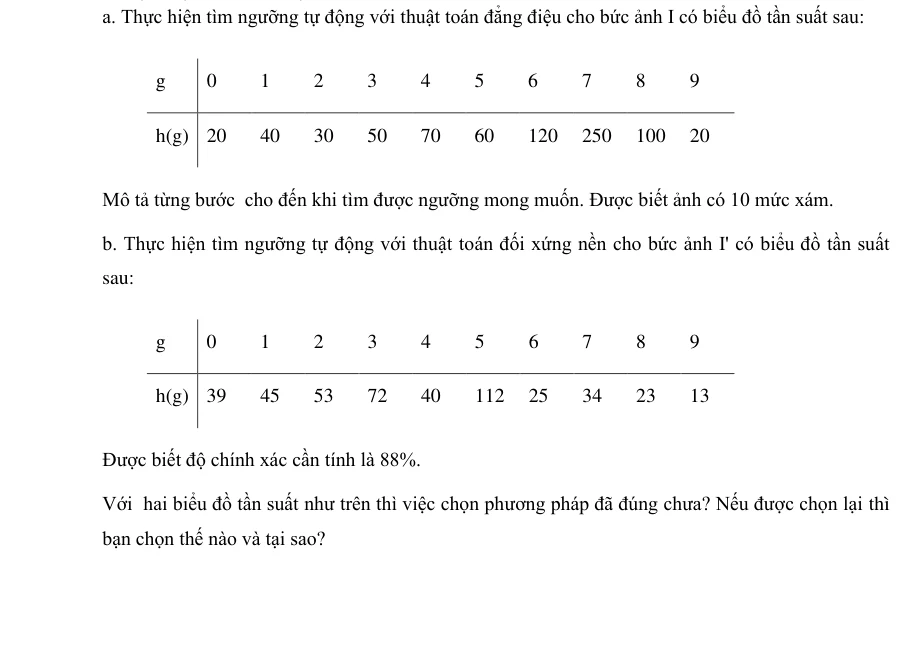 a. Thực hiện tìm ngưỡng tự động với thuật toán đẳng điệu cho bức ảnh I có biểu đồ tần suất sau:
g 0 1 2 3 4 5 6 7 8 9
h(g) 20 40 30 50 70 60 120 250 100 20
Mô tả từng bước cho đến khi tìm được ngưỡng mong muốn. Được biết ảnh có 10 mức xám.
b. Thực hiện tìm ngưỡng tự động với thuật toán đối xứng nền cho bức ảnh I' có biểu đồ tần suất
sau:
g 0 1 2 3 4 5 6 7 8 9
h(g) 39 45 53 72 40 112 25 34 23 13
Được biết độ chính xác cần tính là 88%.
Với hai biểu đồ tần suất như trên thì việc chọn phương pháp đã đúng chưa? Nếu được chọn lại thì
bạn chọn thế nào và tại sao?